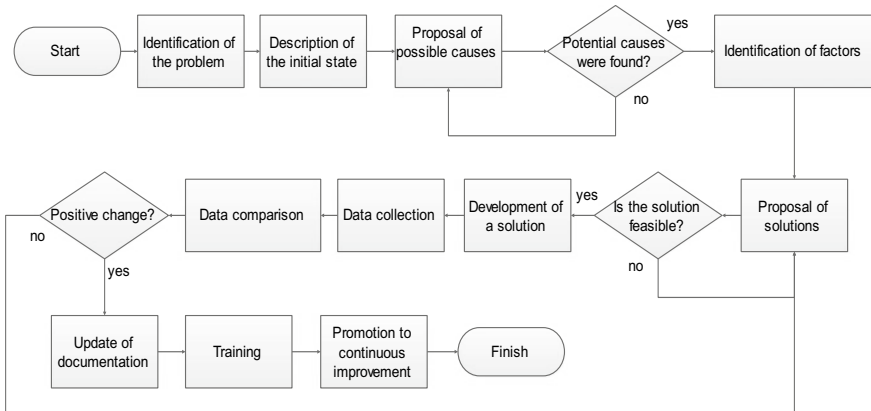 Start
Identification of
the problem
Description of
the initial state
Proposal of
possible causes
Potential causes
were found?
yes
no
Identification of factors
Proposal of
solutions
Is the solution
feasible?
yes
no
Development of
a solution
Data collection
Data comparison
Positive change?
no
yes
Update of
documentation
Training
Promotion to
continuous
improvement
Finish